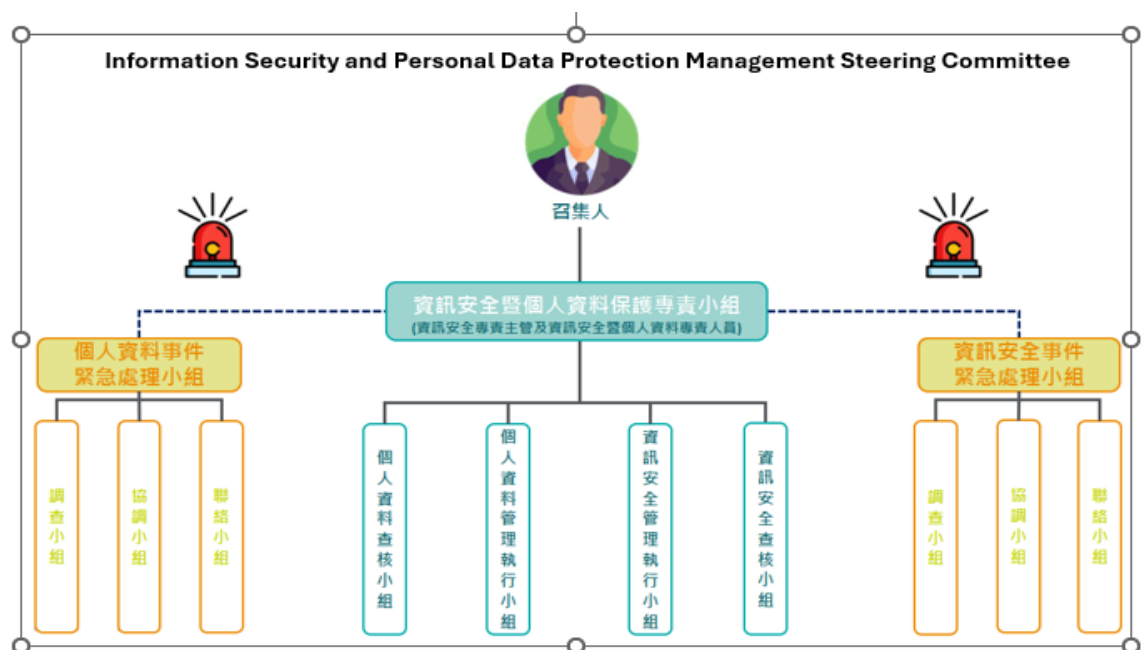 Information Security and Personal Data Protection Management Steering Committee
召集人
資訊安全暨個人資料保護專責小組
(資訊安全專責主管及資訊安全暨個人資料專責人員)
個人資料事件
緊急處理小組
資訊安全事件
緊急處理小組
調查小組
協調小組
聯絡小組
個人資料查核小組
個人資料管理執行小組
資訊安全管理執行小組
資訊安全查核小組
調查小組
協調小組
聯絡小組